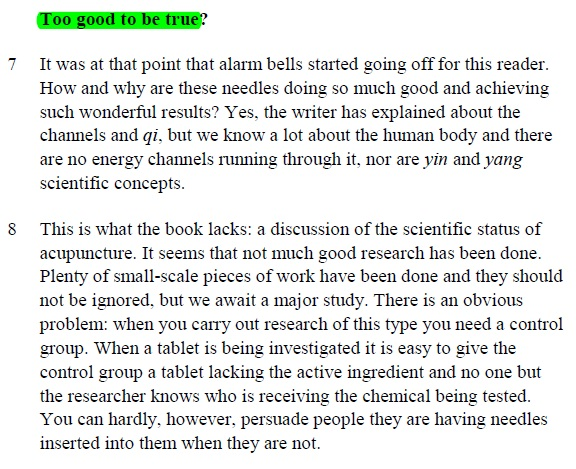 Too good to be true?
7 It was at that point that alarm bells started going off for this reader.
How and why are these needles doing so much good and achieving
such wonderful results? Yes, the writer has explained about the
channels and qi, but we know a lot about the human body and there
are no energy channels running through it, nor are yin and yang
scientific concepts.
8 This is what the book lacks: a discussion of the scientific status of
acupuncture. It seems that not much good research has been done.
Plenty of small-scale pieces of work have been done and they should
not be ignored, but we await a major study. There is an obvious
problem: when you carry out research of this type you need a control
group. When a tablet is being investigated it is easy to give the
control group a tablet lacking the active ingredient and no one but
the researcher knows who is receiving the chemical being tested.
You can hardly, however, persuade people they are having needles
inserted into them when they are not.